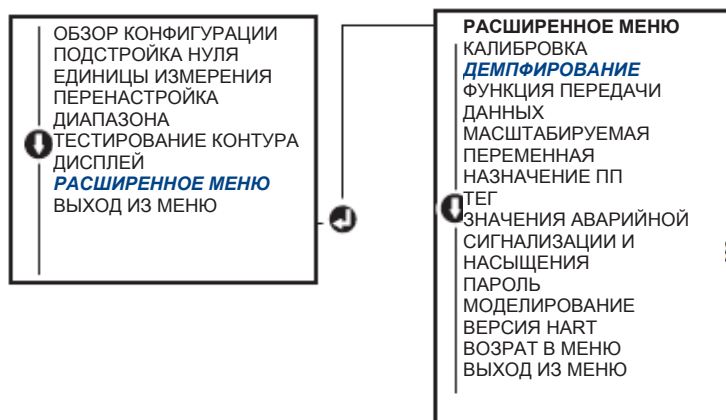 ОБЗОР КОНФИГУРАЦИИ
ПОДСТРОЙКА НУЛЯ
ЕДИНИЦЫ ИЗМЕРЕНИЯ
ПЕРЕНАСТРОЙКА
ДИАПАЗОНА
ТЕСТИРОВАНИЕ КОНТУРА
ДИСПЛЕЙ
РАСШИРЕННОЕ МЕНЮ
ВЫХОД ИЗ МЕНЮ
РАСШИРЕННОЕ МЕНЮ
КАЛИБРОВКА
ДЕМПФИРОВАНИЕ
ФУНКЦИЯ ПЕРЕДАЧИ
ДАННЫХ
МАСШТАБИРУЕМАЯ
ПЕРЕМЕННАЯ
НАЗНАЧЕНИЕ ПП
ТЕГ
ЗНАЧЕНИЯ АВАРИЙНОЙ
СИГНАЛИЗАЦИИ И
НАСЫЩЕНИЯ
ПАРОЛЬ
МОДЕЛИРОВАНИЕ
ВЕРСИЯ HART
ВОЗРАТ В МЕНЮ
ВЫХОД ИЗ МЕНЮ